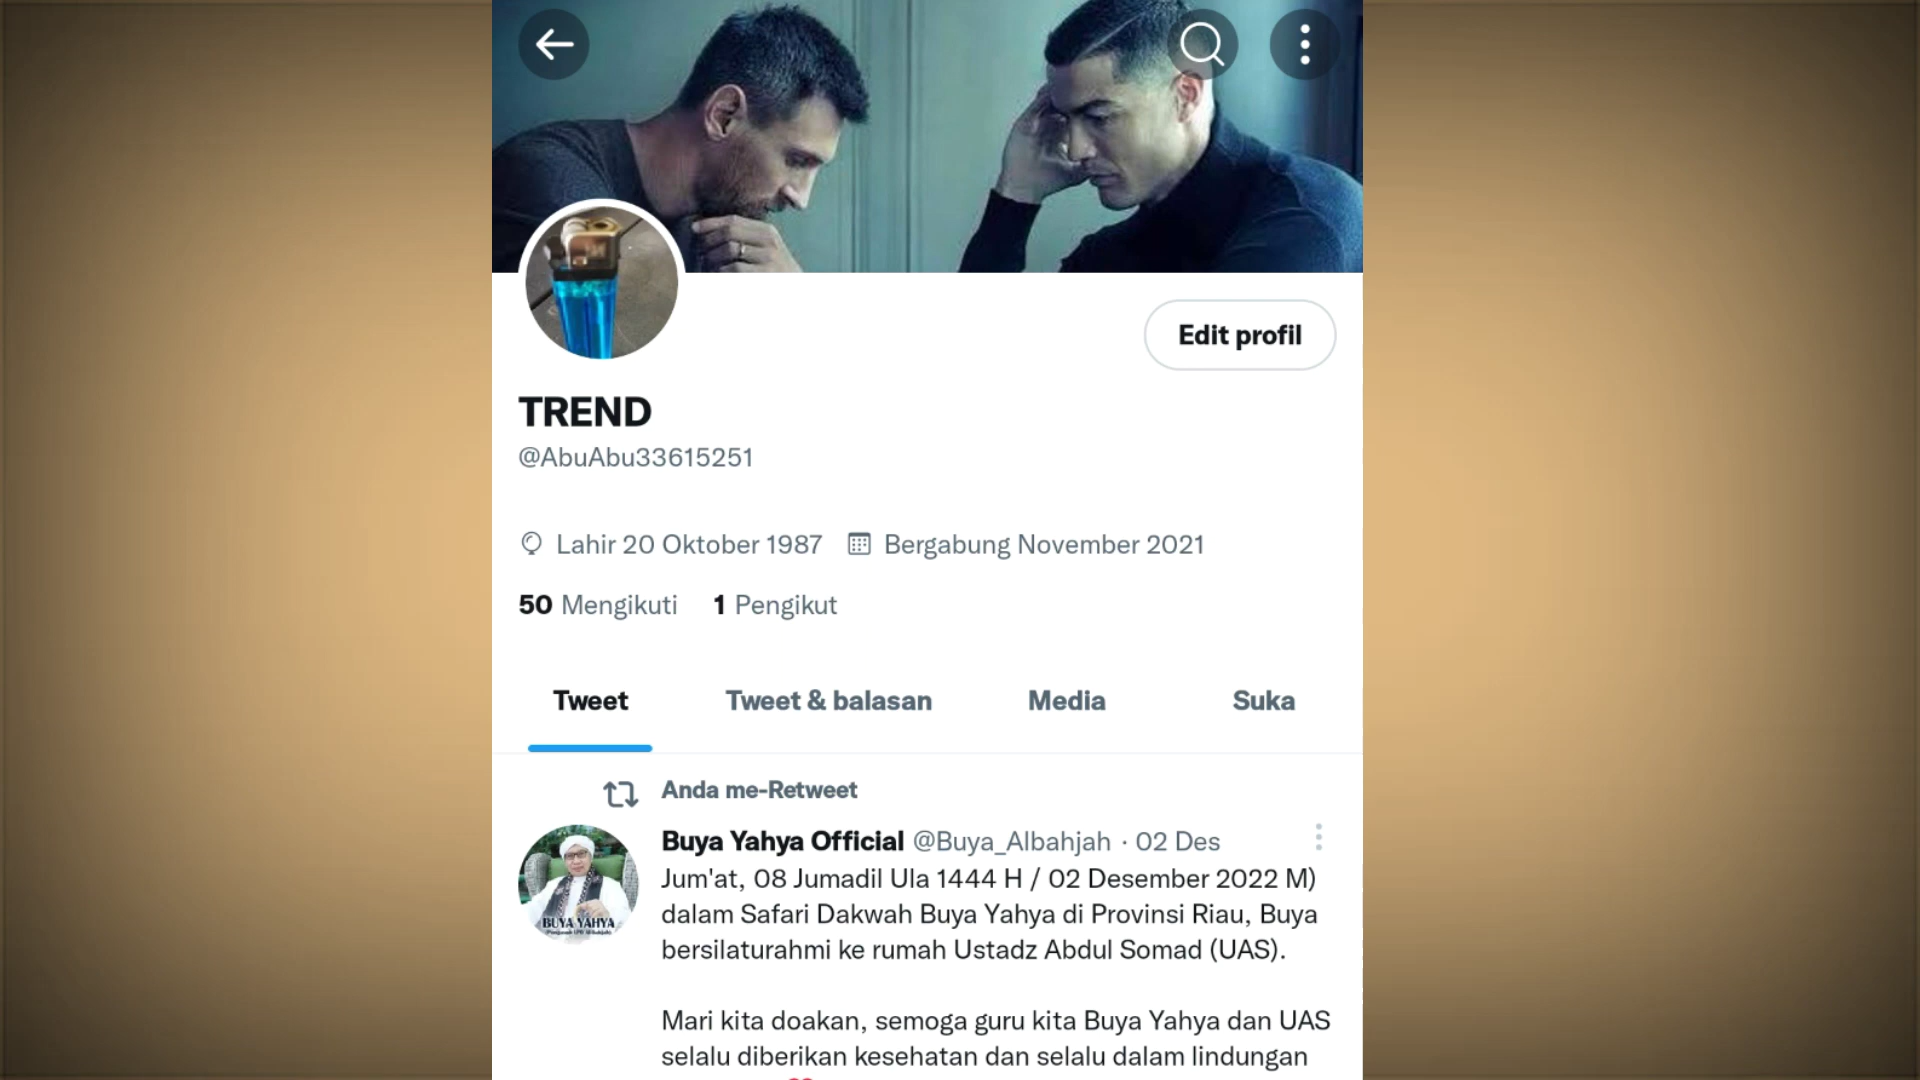 Edit profil
TREND
@AbuAbu33615251
Lahir 20 Oktober 1987 Bergabung November 2021
50 Mengikuti 1 Pengikut
Tweet Tweet & balasan Media Suka
Anda me-Retweet
Buya Yahya Official @Buya_Albahjah · 02 Des
Jum'at, 08 Jumadil Ula 1444 H / 02 Desember 2022 M)
dalam Safari Dakwah Buya Yahya di Provinsi Riau, Buya
bersilaturahmi ke rumah Ustadz Abdul Somad (UAS).
BUYA YAHYA
Mari kita doakan, semoga guru kita Buya Yahya dan UAS
selalu diberikan kesehatan dan selalu dalam lindungan